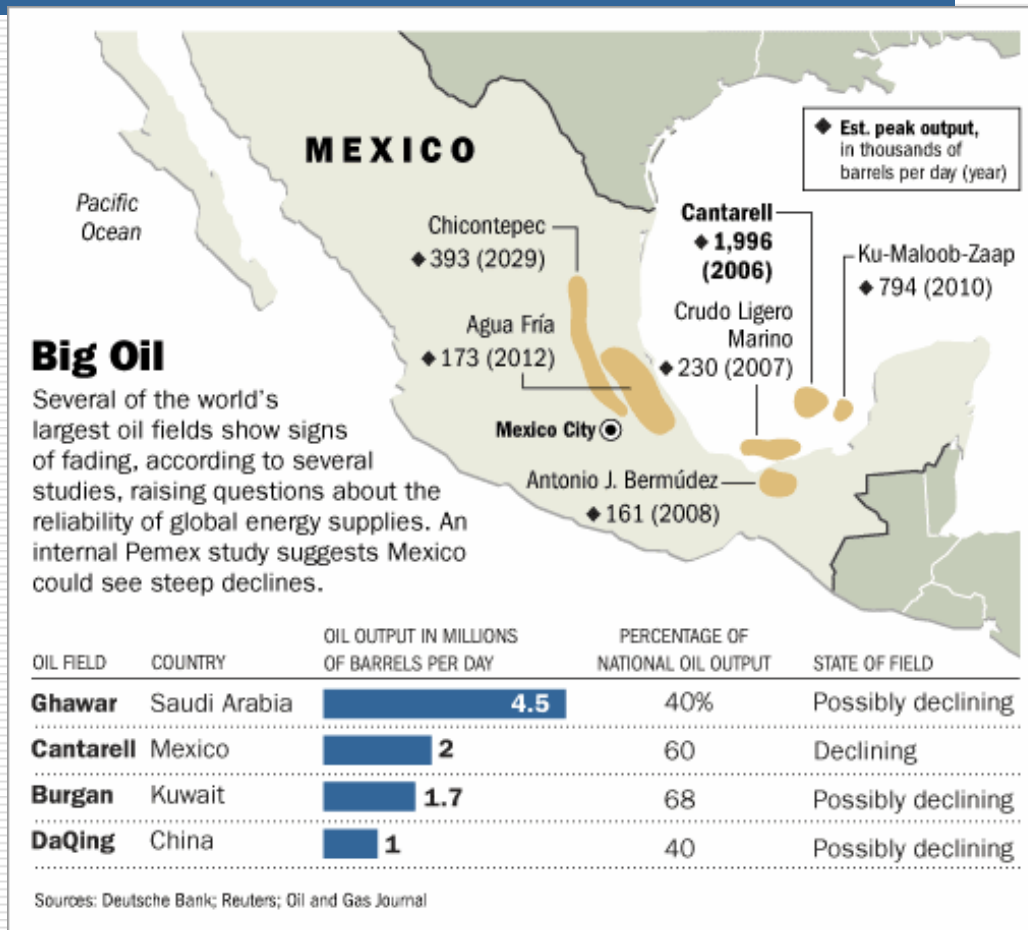 MEXICO
Pacific
Ocean
◆ Est. peak output,
in thousands of
barrels per day (year)
Chicontepec
◆ 393 (2029)
Cantarell
◆ 1,996
(2006)
Ku-Maloob-Zaap
◆ 794 (2010)
Agua Fría
◆ 173 (2012)
Crudo Ligero
Marino
◆ 230 (2007)
Mexico City
Antonio J. Bermúdez
◆ 161 (2008)
Big Oil
Several of the world's
largest oil fields show signs
of fading, according to several
studies, raising questions about the
reliability of global energy supplies. An
internal Pemex study suggests Mexico
could see steep declines.
OIL FIELD COUNTRY OIL OUTPUT IN MILLIONS OF BARRELS PER DAY PERCENTAGE OF NATIONAL OIL OUTPUT STATE OF FIELD
Ghawar Saudi Arabia 4.5 40% Possibly declining
Cantarell Mexico 2 60 Declining
Burgan Kuwait 1.7 68 Possibly declining
DaQing China 1 40 Possibly declining
Sources: Deutsche Bank; Reuters; Oil and Gas Journal